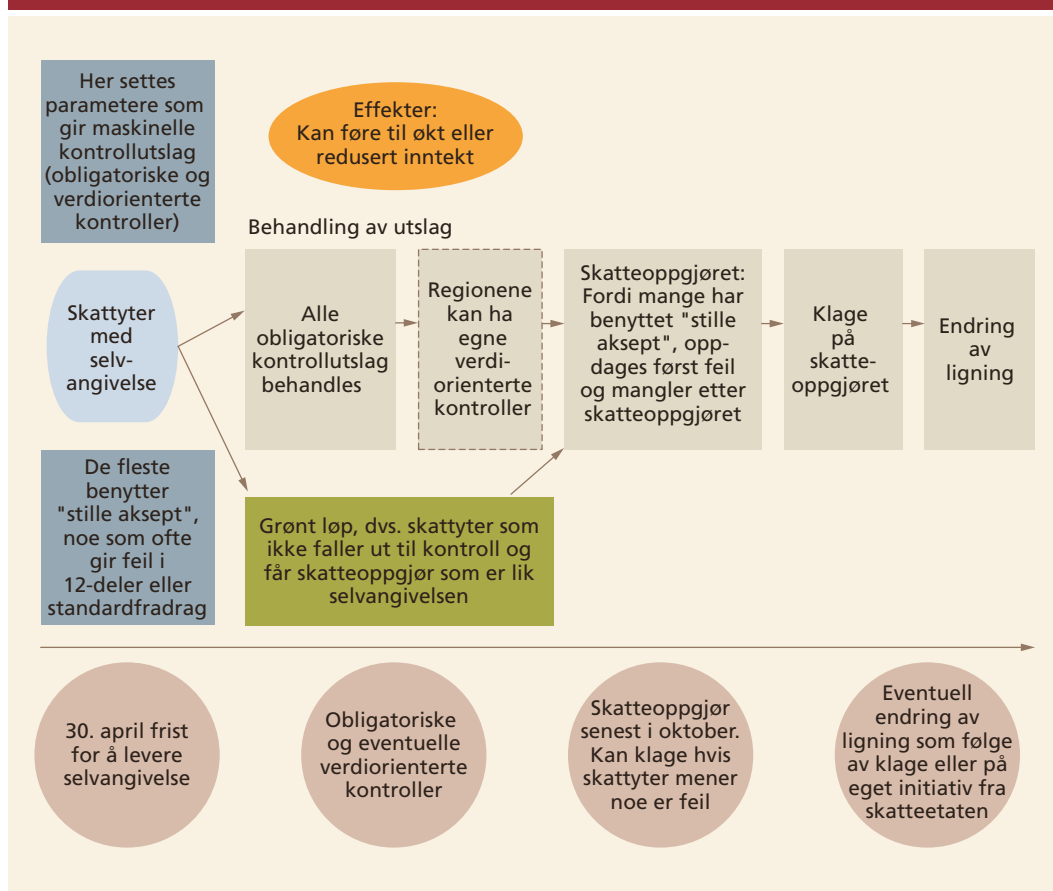 Her settes
parametere som
gir maskinelle
kontrollutslag
(obligatoriske og
verdiorienterte
kontroller)
Effekter:
Kan føre til økt eller
redusert inntekt
Behandling av utslag
Skattyter
med
selv-
angivelse
Alle
obligatoriske
kontrollutslag
behandles
Regionene
kan ha
egne
verdi-
orienterte
kontroller
Skatteoppgjøret:
Fordi mange har
benyttet "stille
aksept", opp-
dages først feil
og mangler etter
skatteoppgjøret
Klage
på
skatte-
oppgjøret
Endring
av
ligning
De fleste
benytter
"stille aksept",
noe som ofte
gir feil i
12-deler eller
standardfradrag
Grønt løp, dvs. skattyter som
ikke faller ut til kontroll og
får skatteoppgjør som er lik
selvangivelsen
30. april frist
for å levere
selvangivelse
Obligatoriske
og eventuelle
verdiorienterte
kontroller
Skatteoppgjør
senest i oktober.
Kan klage hvis
skattyter mener
noe er feil
Eventuell
endring av
ligning som følge
av klage eller på
eget initiativ fra
skatteetaten